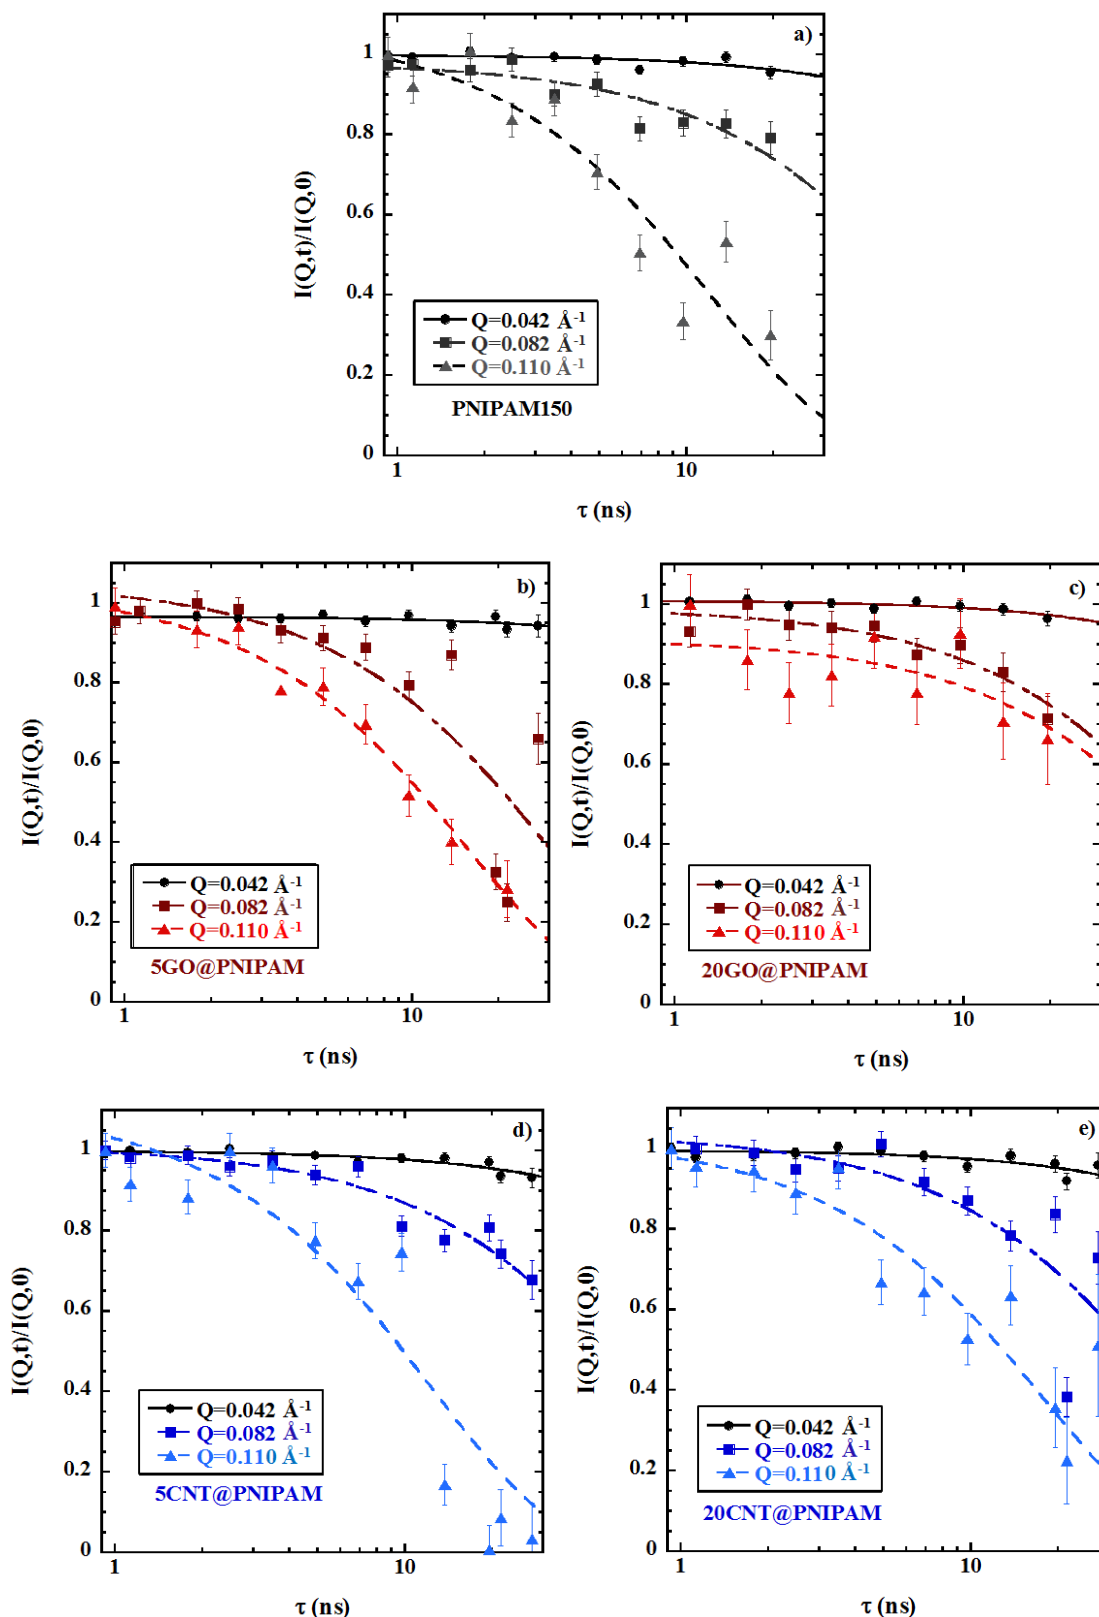 a)
I(Q,t)/I(Q,0)
1
0.8
0.6
0.4
0.2
0
Q=0.042 Å⁻¹
Q=0.082 Å⁻¹
Q=0.110 Å⁻¹
PNIPAM150
1
10
τ (ns)
b)
I(Q,t)/I(Q,0)
1
0.8
0.6
0.4
0.2
0
Q=0.042 Å⁻¹
Q=0.082 Å⁻¹
Q=0.110 Å⁻¹
5GO@PNIPAM
1
10
τ (ns)
c)
I(Q,t)/I(Q,0)
1
0.8
0.6
0.4
0.2
0
Q=0.042 Å⁻¹
Q=0.082 Å⁻¹
Q=0.110 Å⁻¹
20GO@PNIPAM
1
10
τ (ns)
d)
I(Q,t)/I(Q,0)
1
0.8
0.6
0.4
0.2
0
Q=0.042 Å⁻¹
Q=0.082 Å⁻¹
Q=0.110 Å⁻¹
5CNT@PNIPAM
1
10
τ (ns)
e)
I(Q,t)/I(Q,0)
1
0.8
0.6
0.4
0.2
0
Q=0.042 Å⁻¹
Q=0.082 Å⁻¹
Q=0.110 Å⁻¹
20CNT@PNIPAM
1
10
τ (ns)